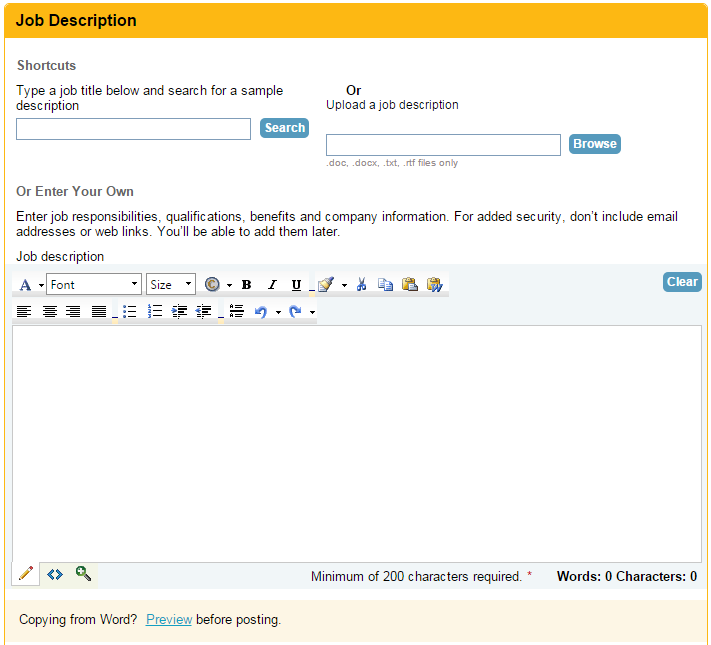 Job Description
Shortcuts
Type a job title below and search for a sample
description
Search
Or
Upload a job description
Browse
.doc, .docx, .txt, .rtf files only
Or Enter Your Own
Enter job responsibilities, qualifications, benefits and company information. For added security, don't include email
addresses or web links. You'll be able to add them later.
Job description
A Font Size © B I U
Clear
Minimum of 200 characters required. * Words: 0 Characters: 0
Copying from Word? Preview before posting.